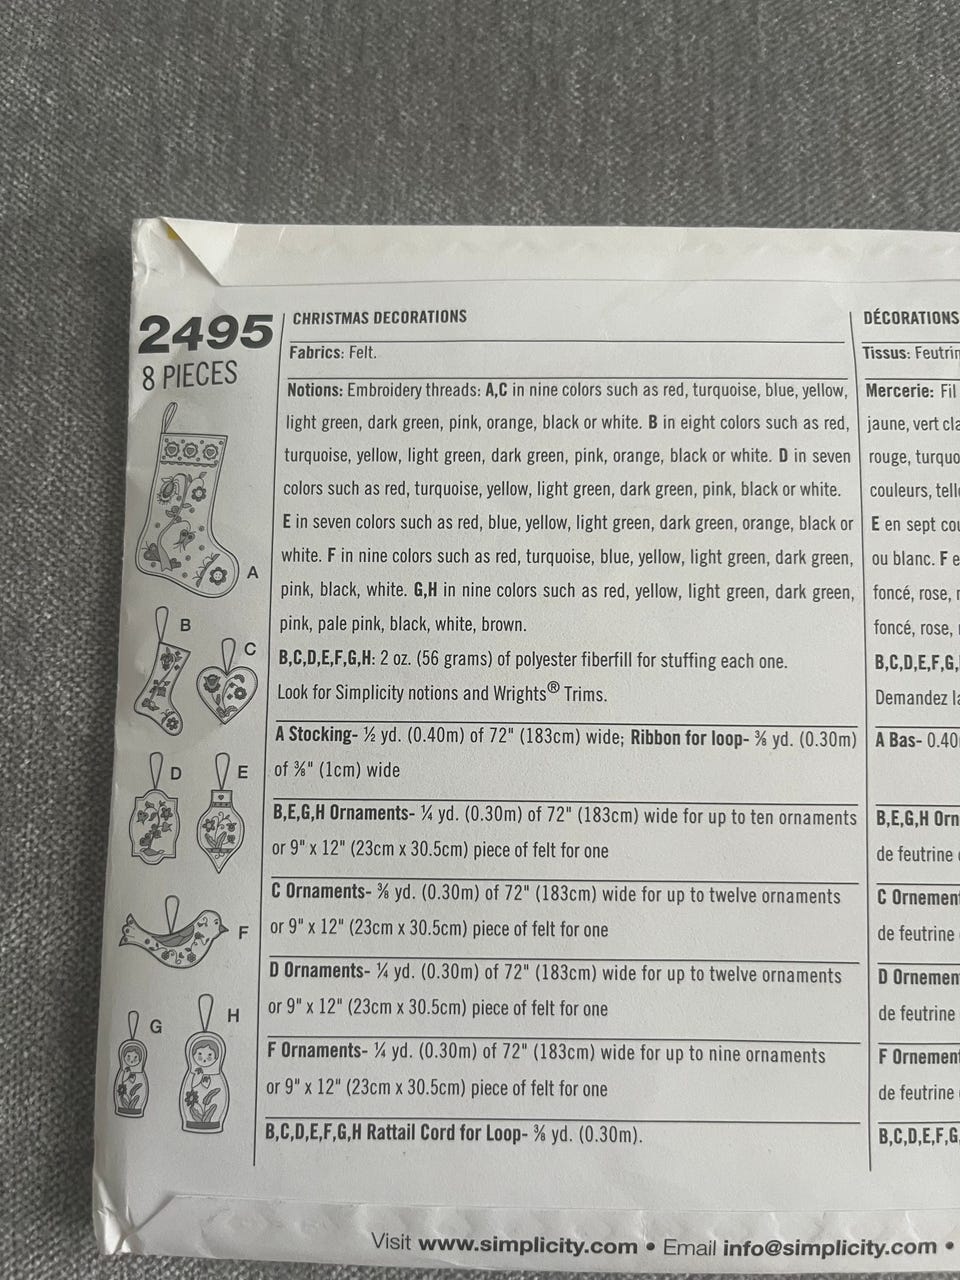 2495
8 PIECES
A
B
C
D
E
F
G
H
CHRISTMAS DECORATIONS
Fabrics: Felt.
Notions: Embroidery threads: A,C in nine colors such as red, turquoise, blue, yellow,
light green, dark green, pink, orange, black or white. B in eight colors such as red,
turquoise, yellow, light green, dark green, pink, orange, black or white. D in seven
colors such as red, turquoise, yellow, light green, dark green, pink, black or white.
E in seven colors such as red, blue, yellow, light green, dark green, orange, black or
white. F in nine colors such as red, turquoise, blue, yellow, light green, dark green,
pink, black, white. G,H in nine colors such as red, yellow, light green, dark green,
pink, pale pink, black, white, brown.
B,C,D,E,F,G,H: 2 oz. (56 grams) of polyester fiberfill for stuffing each one.
Look for Simplicity notions and Wrights® Trims.
A Stocking- ½ yd. (0.40m) of 72" (183cm) wide; Ribbon for loop- ⅜ yd. (0.30m)
of ⅜" (1cm) wide
B,E,G,H Ornaments- ¼ yd. (0.30m) of 72" (183cm) wide for up to ten ornaments
or 9" x 12" (23cm x 30.5cm) piece of felt for one
C Ornaments- ⅜ yd. (0.30m) of 72" (183cm) wide for up to twelve ornaments
or 9" x 12" (23cm x 30.5cm) piece of felt for one
D Ornaments- ¼ yd. (0.30m) of 72" (183cm) wide for up to twelve ornaments
or 9" x 12" (23cm x 30.5cm) piece of felt for one
F Ornaments- ¼ yd. (0.30m) of 72" (183cm) wide for up to nine ornaments
or 9" x 12" (23cm x 30.5cm) piece of felt for one
B,C,D,E,F,G,H Rattail Cord for Loop- ⅜ yd. (0.30m).
DÉCORATIONS
Tissus: Feutrin
Mercerie: Fil
jaune, vert cla
rouge, turquo
couleurs, tell
E en sept cou
ou blanc. F e
foncé, rose,
foncé, rose,
B,C,D,E,F,G,
Demandez la
A Bas- 0.40
B,E,G,H Orn
de feutrine
C Ornemen
de feutrine
D Ornemen
de feutrine
F Ornemen
de feutrine
B,C,D,E,F,G
Visit www.simplicity.com • Email info@simplicity.com •